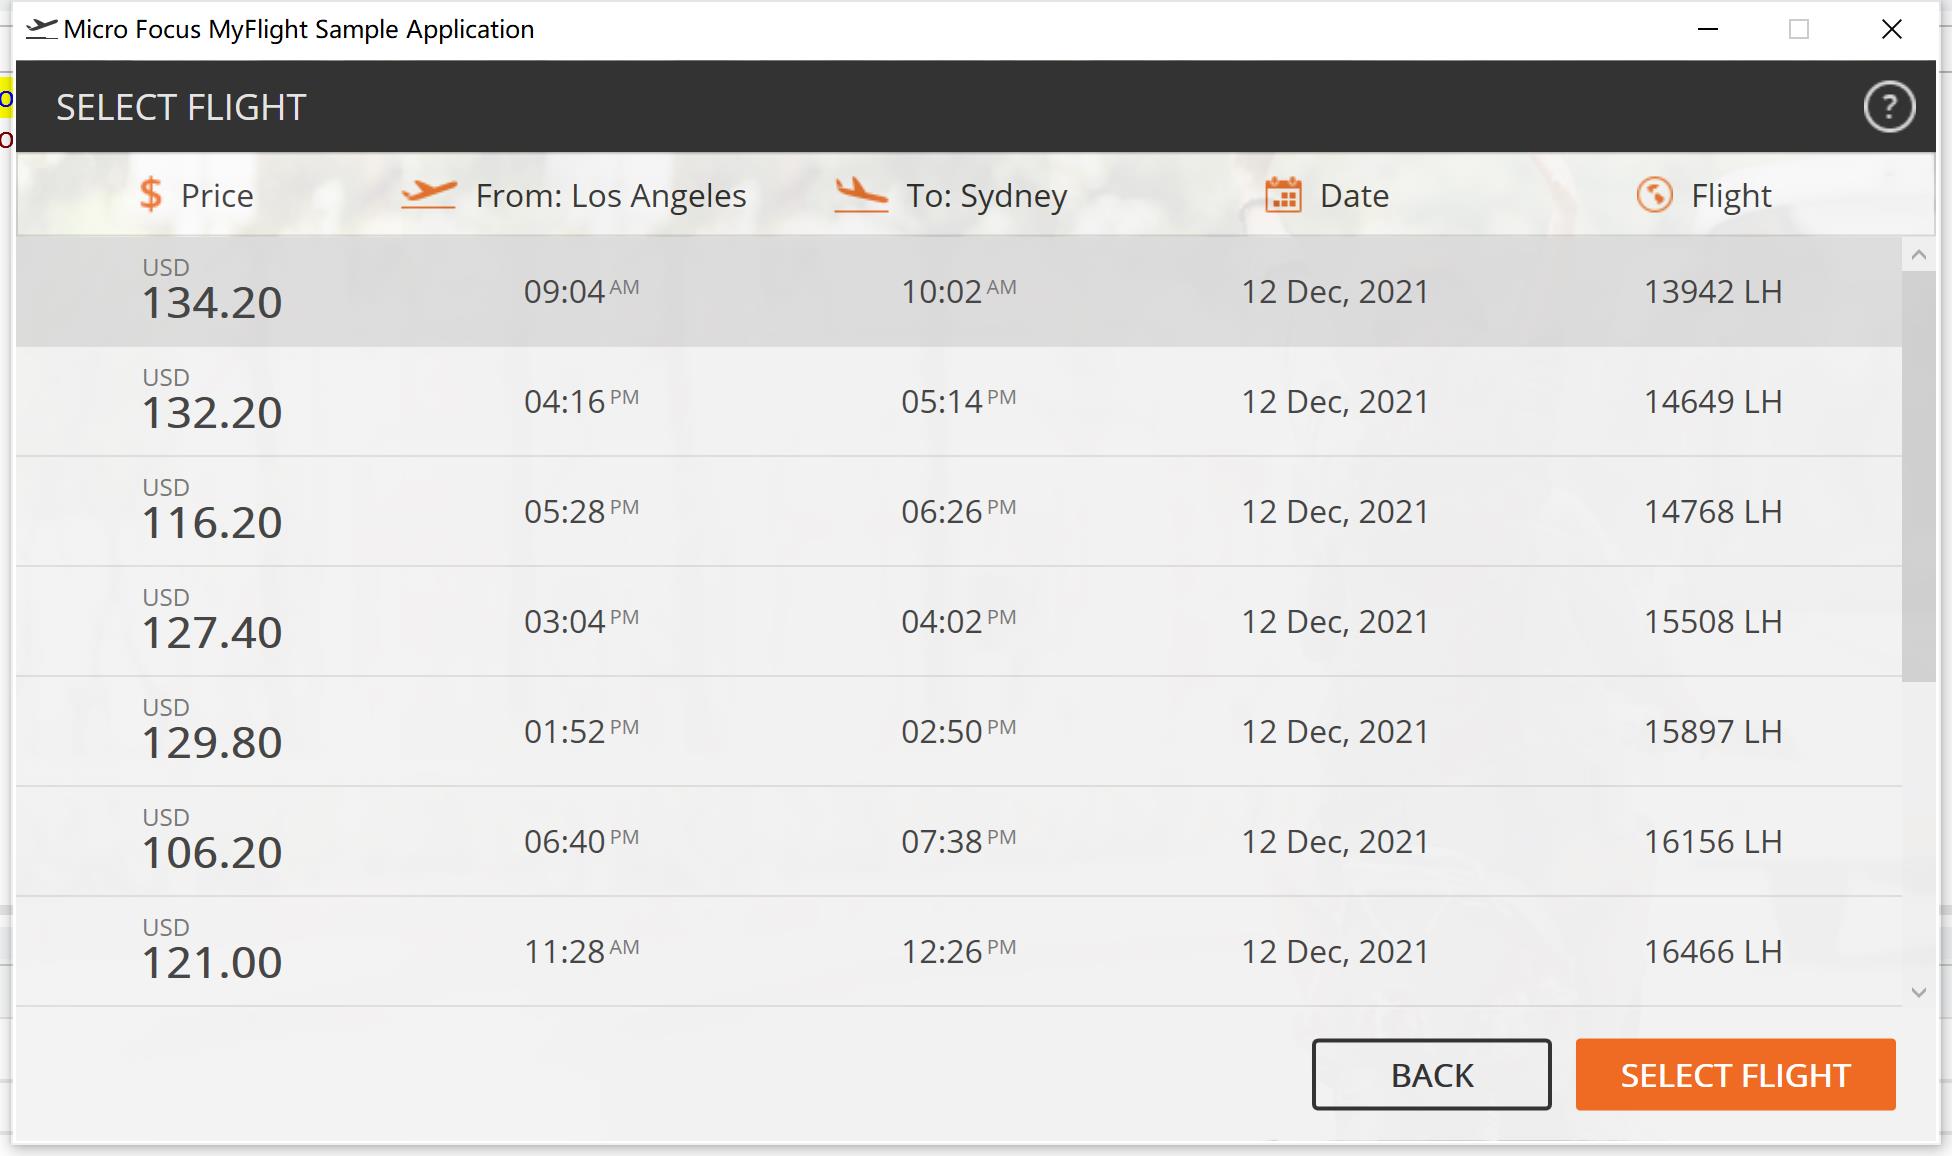 Micro Focus MyFlight Sample Application
SELECT FLIGHT
?
$ Price From: Los Angeles To: Sydney Date Flight
USD
134.20 09:04 AM 10:02 AM 12 Dec, 2021 13942 LH
USD
132.20 04:16 PM 05:14 PM 12 Dec, 2021 14649 LH
USD
116.20 05:28 PM 06:26 PM 12 Dec, 2021 14768 LH
USD
127.40 03:04 PM 04:02 PM 12 Dec, 2021 15508 LH
USD
129.80 01:52 PM 02:50 PM 12 Dec, 2021 15897 LH
USD
106.20 06:40 PM 07:38 PM 12 Dec, 2021 16156 LH
USD
121.00 11:28 AM 12:26 PM 12 Dec, 2021 16466 LH
BACK SELECT FLIGHT